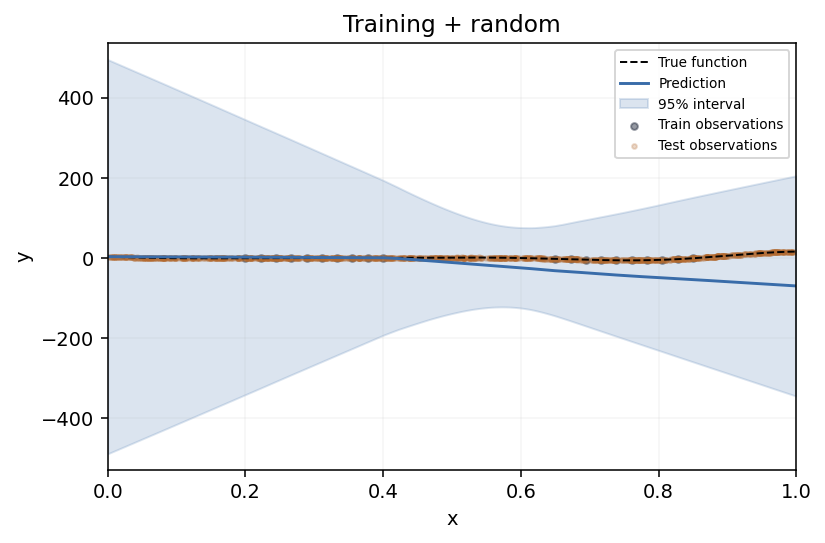 Training + random
True function
Prediction
95% interval
Train observations
Test observations
400
200
0
−200
−400
y
0.0 0.2 0.4 0.6 0.8 1.0
x